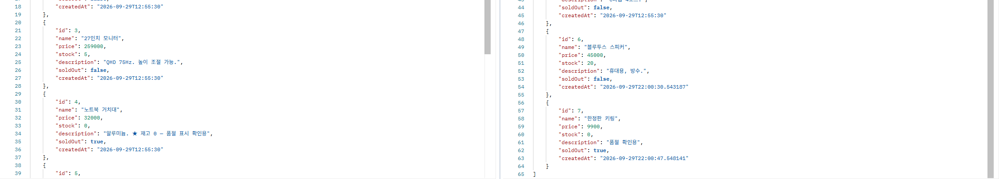 18 "createdAt": "2026-09-29T12:55:30"
19 },
20 {
21 "id": 3,
22 "name": "27인치 모니터",
23 "price": 259000,
24 "stock": 5,
25 "description": "QHD 75Hz. 높이 조절 가능.",
26 "soldOut": false,
27 "createdAt": "2026-09-29T12:55:30"
28 },
29 {
30 "id": 4,
31 "name": "노트북 거치대",
32 "price": 32000,
33 "stock": 0,
34 "description": "알루미늄. ★ 재고 0 — 품절 표시 확인용",
35 "soldOut": true,
36 "createdAt": "2026-09-29T12:55:30"
37 },
38 {
39 "id": 5,
44 "soldOut": false,
45 "createdAt": "2026-09-29T12:55:30"
46 },
47 {
48 "id": 6,
49 "name": "블루투스 스피커",
50 "price": 45000,
51 "stock": 20,
52 "description": "휴대용, 방수.",
53 "soldOut": false,
54 "createdAt": "2026-09-29T22:00:30.543187"
55 },
56 {
57 "id": 7,
58 "name": "한정판 키링",
59 "price": 9900,
60 "stock": 0,
61 "description": "품절 확인용",
62 "soldOut": true,
63 "createdAt": "2026-09-29T22:00:47.548141"
64 }
65 ]